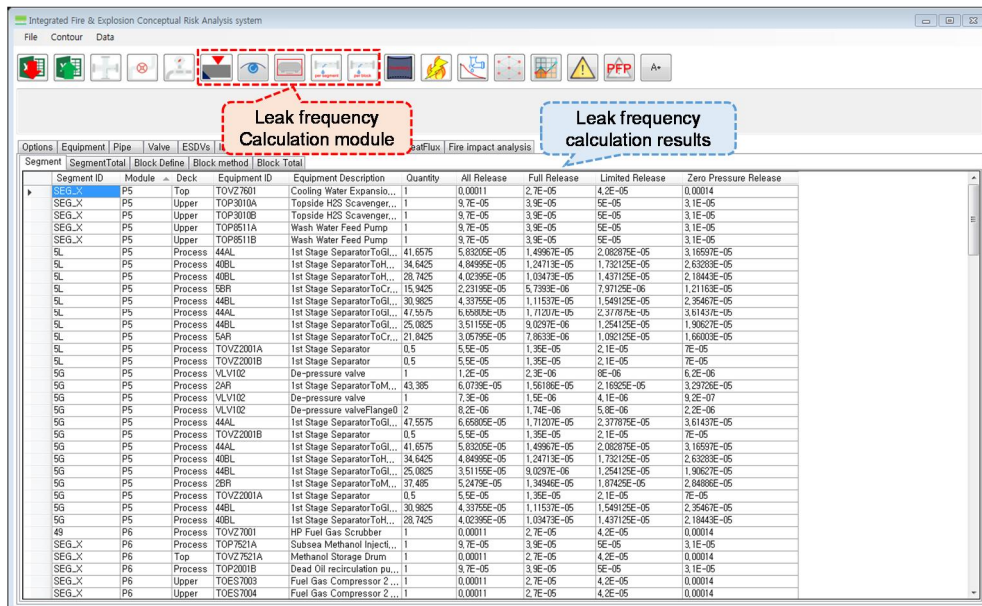 Integrated Fire & Explosion Conceptual Risk Analysis system
File Contour Data
per segment per block PFP A+
Leak frequency
Calculation module
Leak frequency
calculation results
Options Equipment Pipe Valve ESDVs HeatFlux Fire impact analysis
Segment SegmentTotal Block Define Block method Block Total
Segment ID Module Deck Equipment ID Equipment Description Quantity All Release Full Release Limited Release Zero Pressure Release
SEG_X P5 Top TOVZ7601 Cooling Water Expansio... 1 0,00011 2,7E-05 4,2E-05 0,00014
SEG_X P5 Upper TOP3010A Topside H2S Scavenger,... 1 9,7E-05 3,9E-05 5E-05 3,1E-05
SEG_X P5 Upper TOP3010B Topside H2S Scavenger,... 1 9,7E-05 3,9E-05 5E-05 3,1E-05
SEG_X P5 Upper TOP8511A Wash Water Feed Pump 1 9,7E-05 3,9E-05 5E-05 3,1E-05
SEG_X P5 Upper TOP8511B Wash Water Feed Pump 1 9,7E-05 3,9E-05 5E-05 3,1E-05
5L P5 Process 44AL 1st Stage SeparatorToGl... 41,6575 5,83205E-05 1,49967E-05 2,082875E-05 3,16597E-05
5L P5 Process 40BL 1st Stage SeparatorToH... 34,6425 4,84995E-05 1,24713E-05 1,732125E-05 2,63283E-05
5L P5 Process 40BL 1st Stage SeparatorToH... 28,7425 4,02395E-05 1,03473E-05 1,437125E-05 2,18443E-05
5L P5 Process 5BR 1st Stage SeparatorToCr... 15,9425 2,23195E-05 5,7393E-06 7,97125E-06 1,21163E-05
5L P5 Process 44BL 1st Stage SeparatorToGl... 30,9825 4,33755E-05 1,11537E-05 1,549125E-05 2,35467E-05
5L P5 Process 44AL 1st Stage SeparatorToGl... 47,5575 6,65805E-05 1,71207E-05 2,377875E-05 3,61437E-05
5L P5 Process 44BL 1st Stage SeparatorToGl... 25,0825 3,51155E-05 9,0297E-06 1,254125E-05 1,90627E-05
5L P5 Process 5AR 1st Stage SeparatorToCr... 21,8425 3,05795E-05 7,8633E-06 1,092125E-05 1,66003E-05
5L P5 Process TOVZ2001A 1st Stage Separator 0,5 5,5E-05 1,35E-05 2,1E-05 7E-05
5L P5 Process TOVZ2001B 1st Stage Separator 0,5 5,5E-05 1,35E-05 2,1E-05 7E-05
5G P5 Process VLV102 De-pressure valve 1 1,2E-05 2,3E-06 8E-06 6,2E-06
5G P5 Process 2AR 1st Stage SeparatorToM... 43,385 6,0739E-05 1,56186E-05 2,16925E-05 3,29726E-05
5G P5 Process VLV102 De-pressure valve 1 7,3E-06 1,5E-06 4,1E-06 9,2E-07
5G P5 Process VLV102 De-pressure valveFlange0 2 8,2E-06 1,74E-06 5,8E-06 2,2E-06
5G P5 Process 44AL 1st Stage SeparatorToGl... 47,5575 6,65805E-05 1,71207E-05 2,377875E-05 3,61437E-05
5G P5 Process TOVZ2001B 1st Stage Separator 0,5 5,5E-05 1,35E-05 2,1E-05 7E-05
5G P5 Process 44AL 1st Stage SeparatorToGl... 41,6575 5,83205E-05 1,49967E-05 2,082875E-05 3,16597E-05
5G P5 Process 40BL 1st Stage SeparatorToH... 34,6425 4,84995E-05 1,24713E-05 1,732125E-05 2,63283E-05
5G P5 Process 44BL 1st Stage SeparatorToGl... 25,0825 3,51155E-05 9,0297E-06 1,254125E-05 1,90627E-05
5G P5 Process 2BR 1st Stage SeparatorToM... 37,485 5,2479E-05 1,34946E-05 1,87425E-05 2,84886E-05
5G P5 Process TOVZ2001A 1st Stage Separator 0,5 5,5E-05 1,35E-05 2,1E-05 7E-05
5G P5 Process 44BL 1st Stage SeparatorToGl... 30,9825 4,33755E-05 1,11537E-05 1,549125E-05 2,35467E-05
5G P5 Process 40BL 1st Stage SeparatorToH... 28,7425 4,02395E-05 1,03473E-05 1,437125E-05 2,18443E-05
49 P6 Process TOVZ7001 HP Fuel Gas Scrubber 1 0,00011 2,7E-05 4,2E-05 0,00014
SEG_X P6 Process TOP7521A Subsea Methanol Injecti... 1 9,7E-05 3,9E-05 5E-05 3,1E-05
SEG_X P6 Top TOVZ7521A Methanol Storage Drum 1 0,00011 2,7E-05 4,2E-05 0,00014
SEG_X P6 Process TOP2001B Dead Oil recirculation pu... 1 9,7E-05 3,9E-05 5E-05 3,1E-05
SEG_X P6 Upper TOES7003 Fuel Gas Compressor 2 ... 1 0,00011 2,7E-05 4,2E-05 0,00014
SEG_X P6 Upper TOES7004 Fuel Gas Compressor 2 ... 1 0,00011 2,7E-05 4,2E-05 0,00014